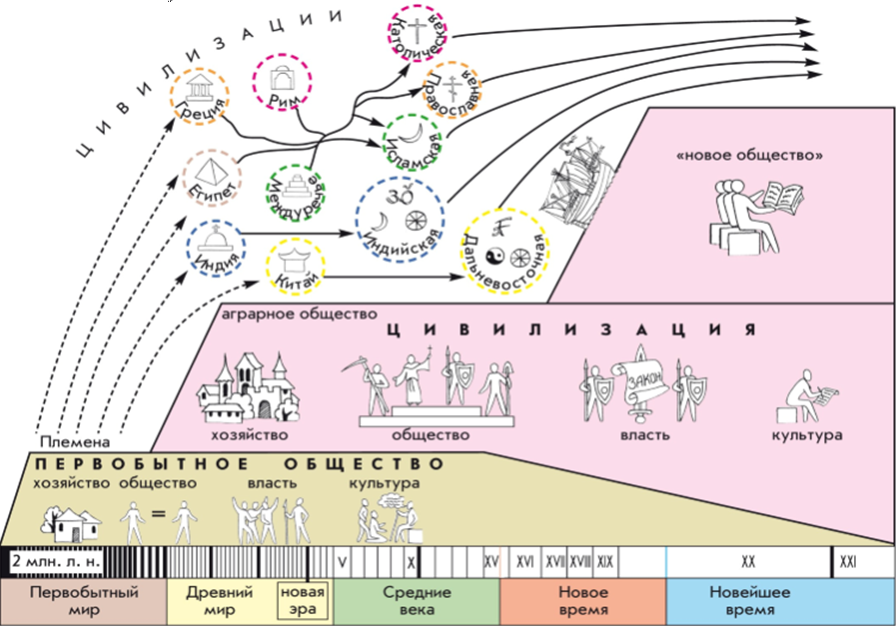 ЦИВИЛИЗАЦИИ
Католическая
Православная
Греция
Рим
Исламская
Египет
Междуречье
Индийская
Индия
Китай
Дальневосточная
«новое общество»
аграрное общество
ЦИВИЛИЗАЦИЯ
ЗАКОН
хозяйство общество власть культура
Племена
ПЕРВОБЫТНОЕ ОБЩЕСТВО
хозяйство общество власть культура
=
2 млн. л. н. V X XV XVI XVII XVIII XIX XX XXI
Первобытный
мир
Древний
мир
новая
эра
Средние
века
Новое
время
Новейшее
время